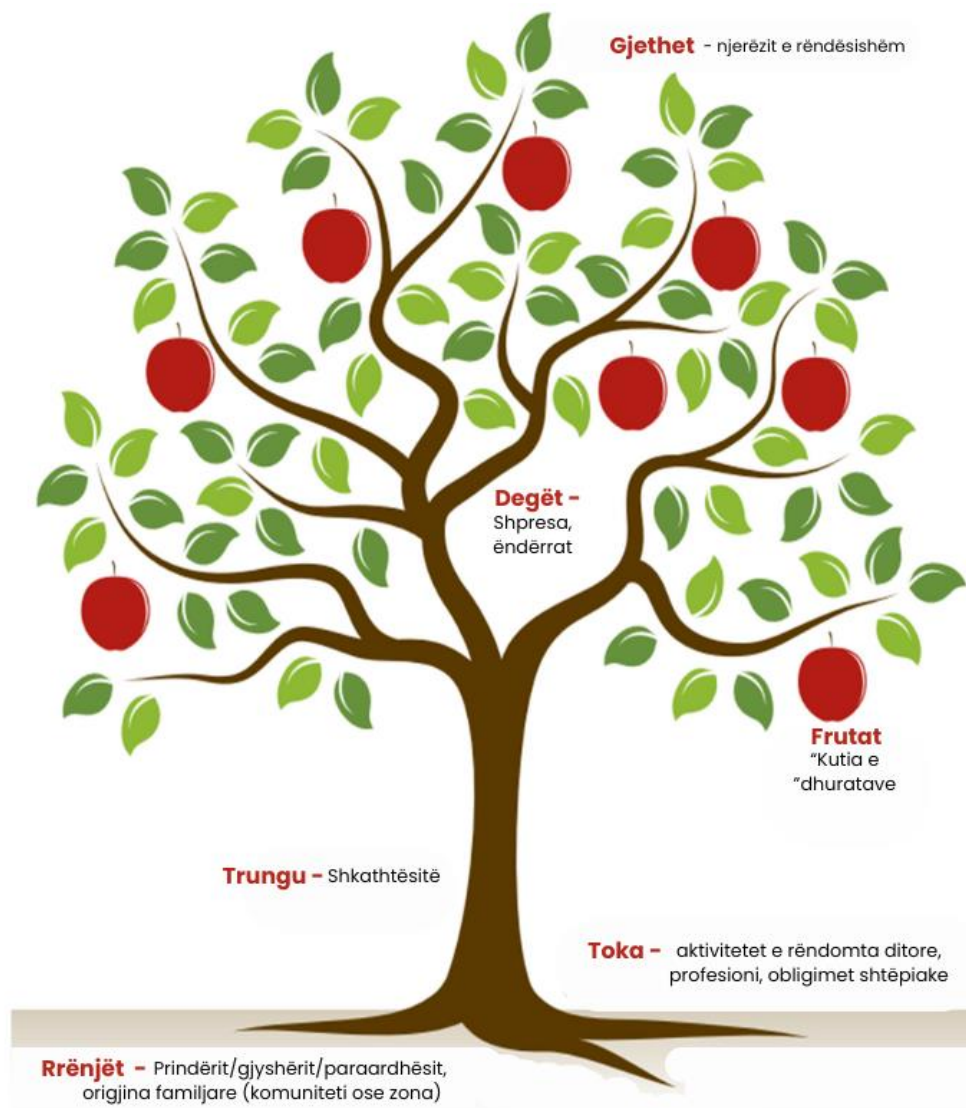 Gjethet - njerëzit e rëndësishëm
Degët -
Shpresa,
ëndërrat
Frutat
“Kutia e
“dhuratave
Trungu - Shkathtësitë
Toka - aktivitetet e rëndomta ditore,
profesioni, obligimet shtëpiake
Rrënjët - Prindërit/gjyshërit/paraardhësit,
origjina familjare (komuniteti ose zona)